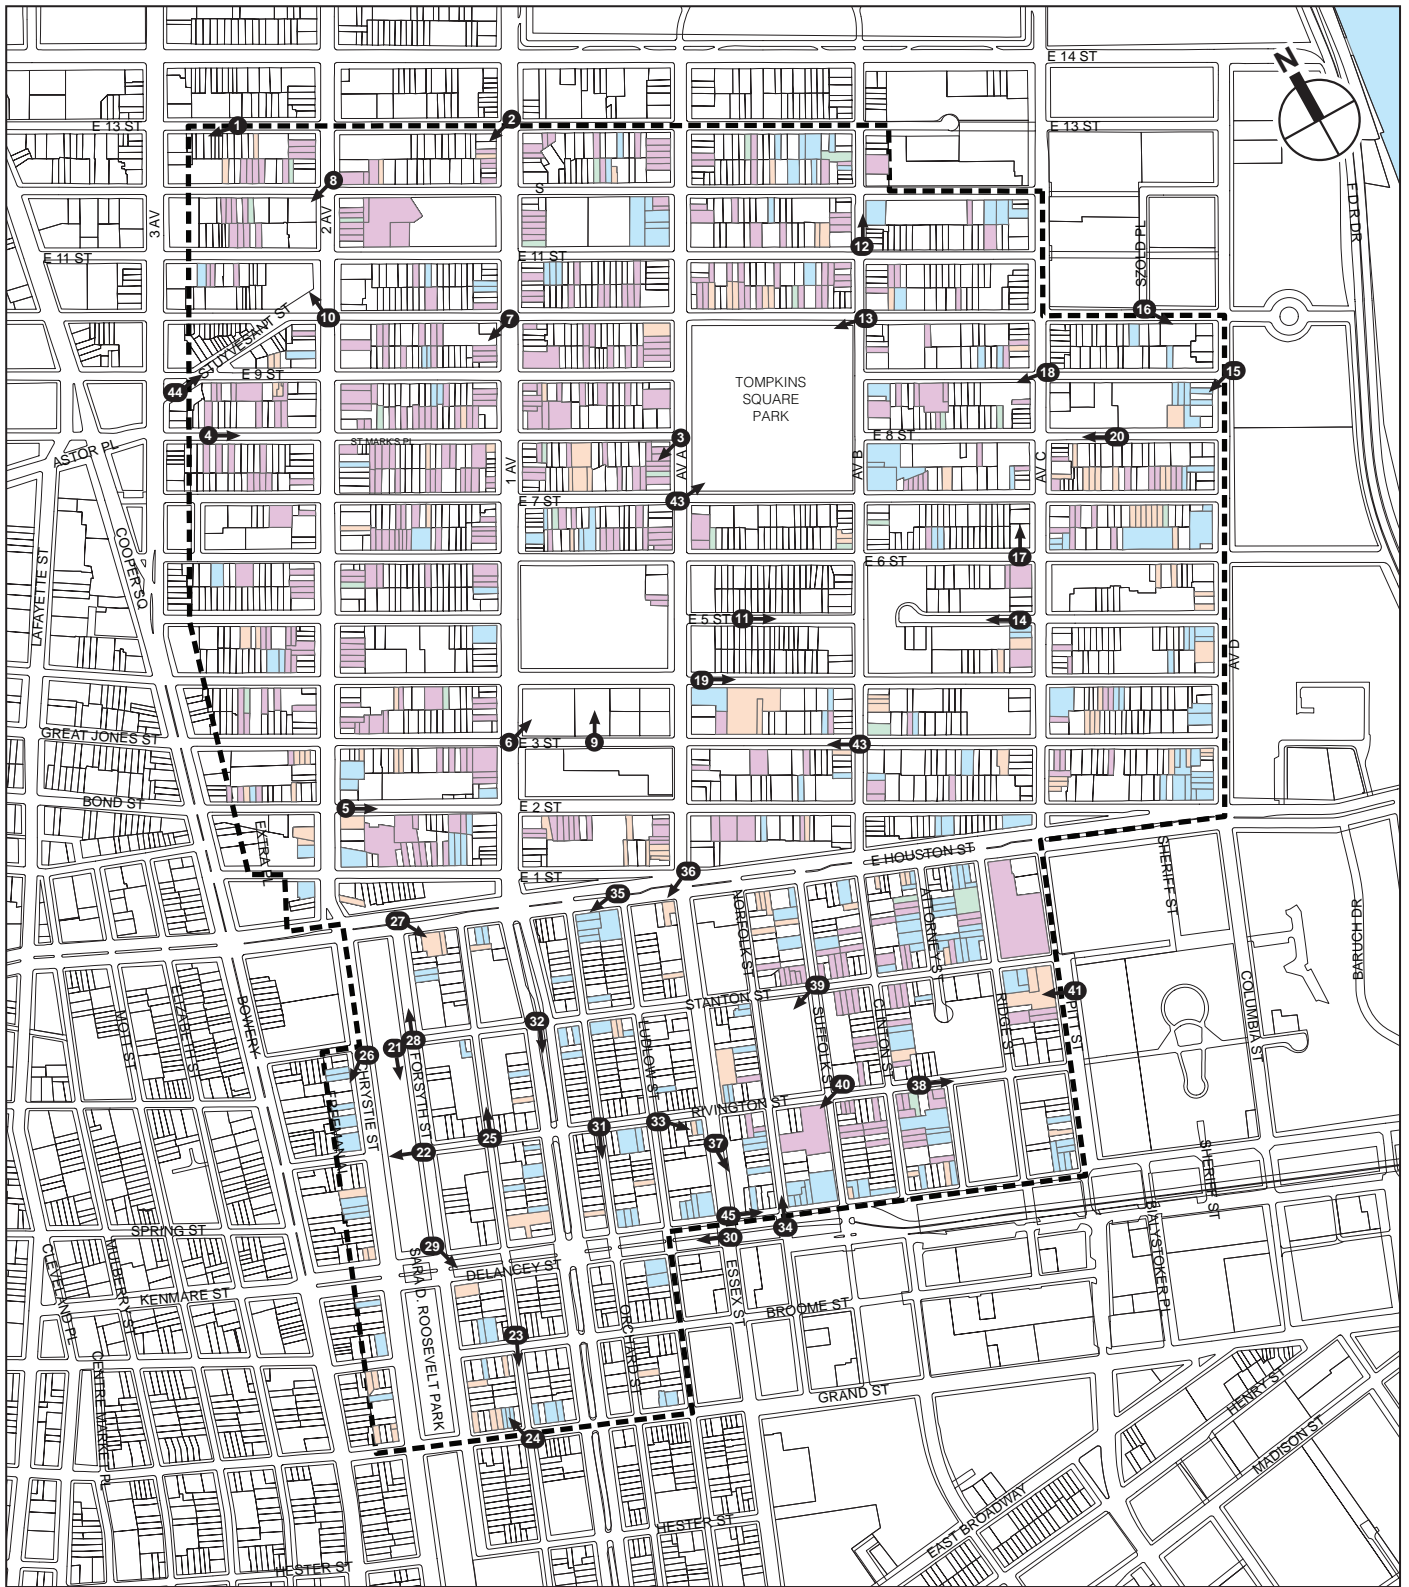 E 14 ST
N
E 13 ST
1
2
E 13 ST
8
S
3 AV
2 AV
E 11 ST
12
E 11 ST
SZOLD PL
F D R DR
10
7
13
16
STUYVESANT ST
E 9 ST
44
TOMPKINS
SQUARE
PARK
18
15
4
ST MARK'S PL
3
E 8 ST
20
ASTOR PL
1 AV
AV A
AV B
AV C
43
E 7 ST
COOPER SQ
LAFAYETTE ST
17
E 6 ST
E 5 ST
11
14
AV D
19
GREAT JONES ST
6
E 3 ST
9
43
BOND ST
5
E 2 ST
EXTRA PL
E 1 ST
E HOUSTON ST
SHERIFF ST
36
35
27
NORFOLK ST
ATTORNEY ST
BARUCH DR
STANTON ST
39
41
MOTT ST
ELIZABETH ST
BOWERY
32
SUFFOLK ST
CLINTON ST
RIDGE ST
PITT ST
COLUMBIA ST
21
28
26
CHRYSTIE ST
FORSYTH ST
LUDLOW ST
FREEMAN
25
31
33
RIVINGTON ST
40
38
22
37
SHERIFF ST
SPRING ST
45
34
30
BIALYSTOKER PL
CLEVELAND PL
MULBERRY ST
29
DELANCEY ST
ESSEX ST
KENMARE ST
SARA D. ROOSEVELT PARK
BROOME ST
23
ORCHARD ST
CENTRE MARKET PL
GRAND ST
HENRY ST
24
MADISON ST
HESTER ST
EAST BROADWAY
HESTER ST